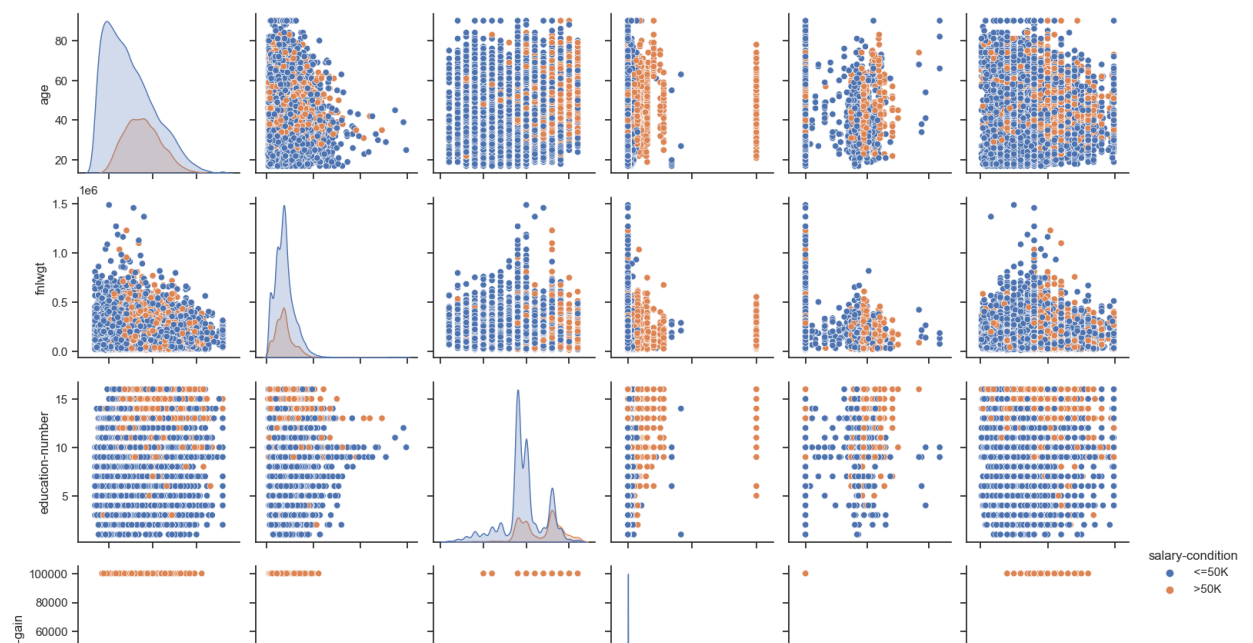 80
60
40
20
age
1e6
1.5
1.0
0.5
0.0
fnlwgt
15
10
5
education-number
salary-condition
<=50K
>50K
100000
80000
60000
-gain